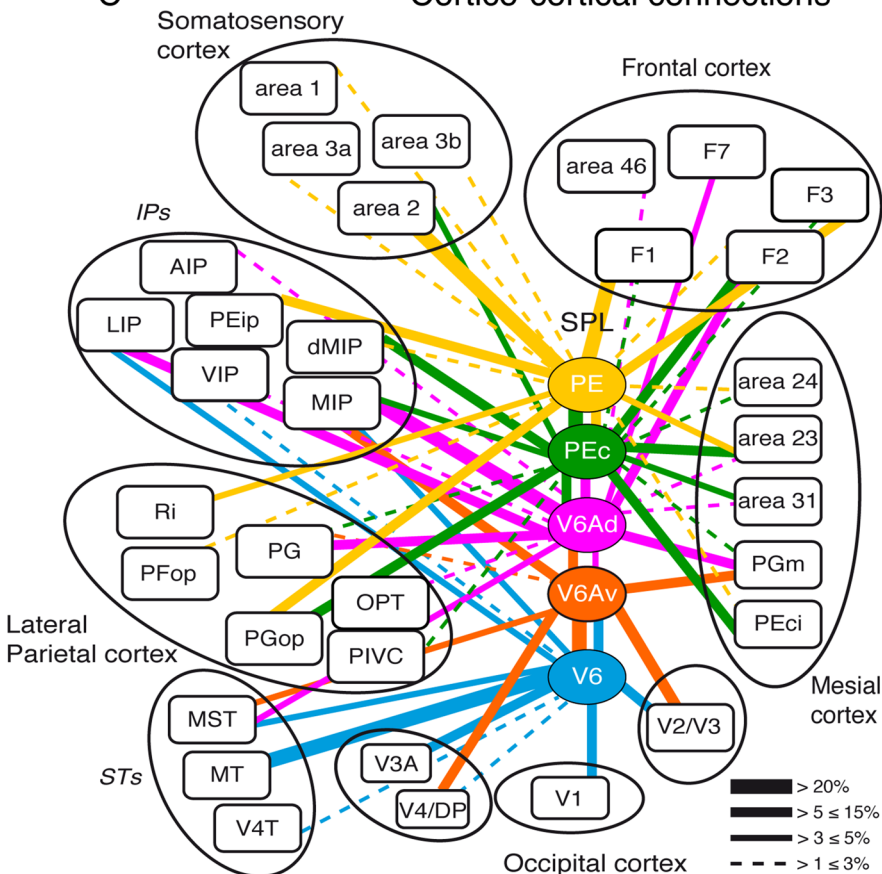 Cortico-cortical connections
Somatosensory
cortex
area 1
area 3a
area 3b
area 2
Frontal cortex
area 46
F7
F3
F1
F2
IPs
AIP
LIP
PEip
dMIP
VIP
MIP
SPL
PE
PEc
V6Ad
V6Av
V6
area 24
area 23
area 31
PGm
PEci
Mesial
cortex
Ri
PG
PFop
OPT
PGop
PIVC
Lateral
Parietal cortex
MST
MT
V4T
STs
V3A
V4/DP
V1
V2/V3
Occipital cortex
> 20%
> 5 ≤ 15%
> 3 ≤ 5%
> 1 ≤ 3%